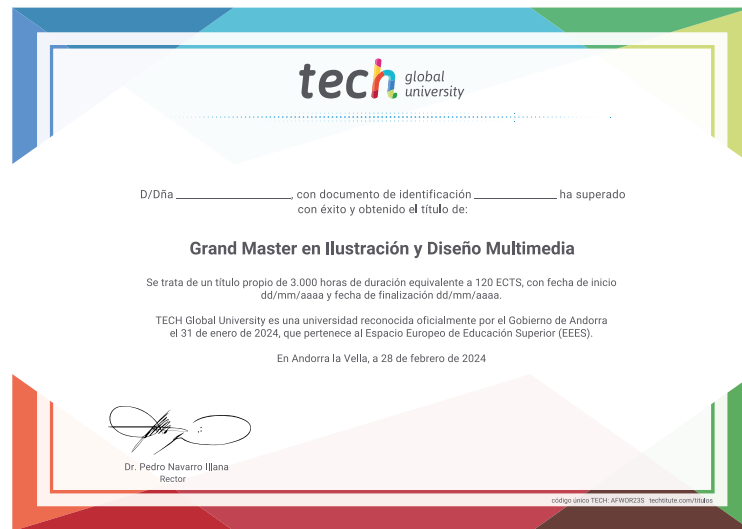 tech global university
D/Dña ____________________, con documento de identificación ______________ ha superado
con éxito y obtenido el título de:
Grand Master en Ilustración y Diseño Multimedia
Se trata de un título propio de 3.000 horas de duración equivalente a 120 ECTS, con fecha de inicio
dd/mm/aaaa y fecha de finalización dd/mm/aaaa.
TECH Global University es una universidad reconocida oficialmente por el Gobierno de Andorra
el 31 de enero de 2024, que pertenece al Espacio Europeo de Educación Superior (EEES).
En Andorra la Vella, a 28 de febrero de 2024
Dr. Pedro Navarro Illana
Rector
código único TECH: AFWOR23S techtitute.com/titulos